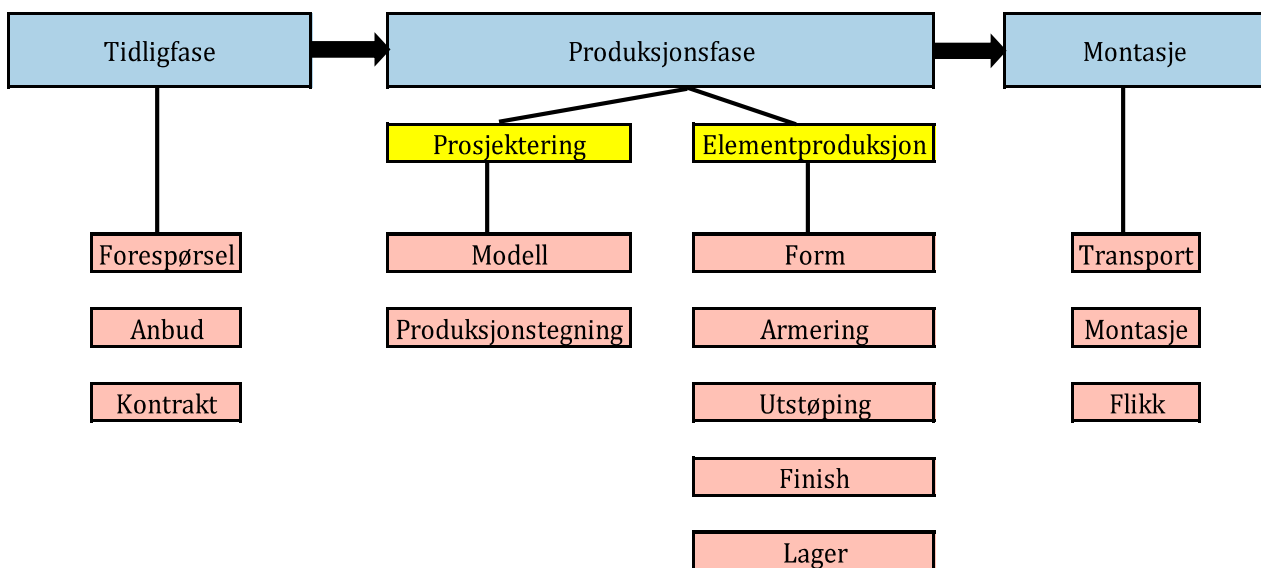 Tidligfase
Produksjonsfase
Montasje
Prosjektering
Elementproduksjon
Forespørsel
Modell
Form
Transport
Anbud
Produksjonstegning
Armering
Montasje
Kontrakt
Utstøping
Flikk
Finish
Lager